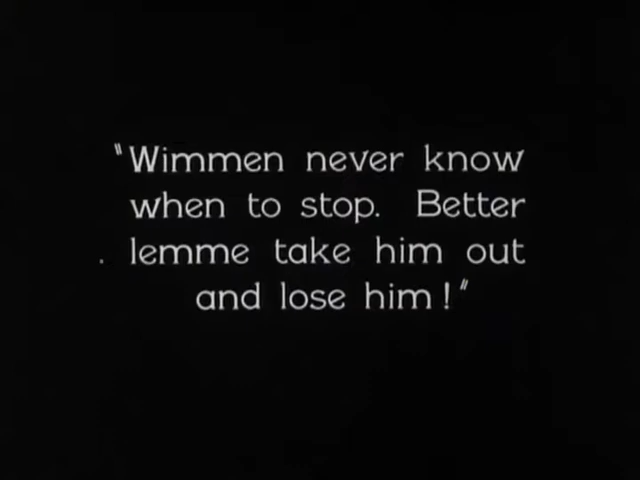 "Wimmen never know
when to stop. Better
lemme take him out
and lose him!"